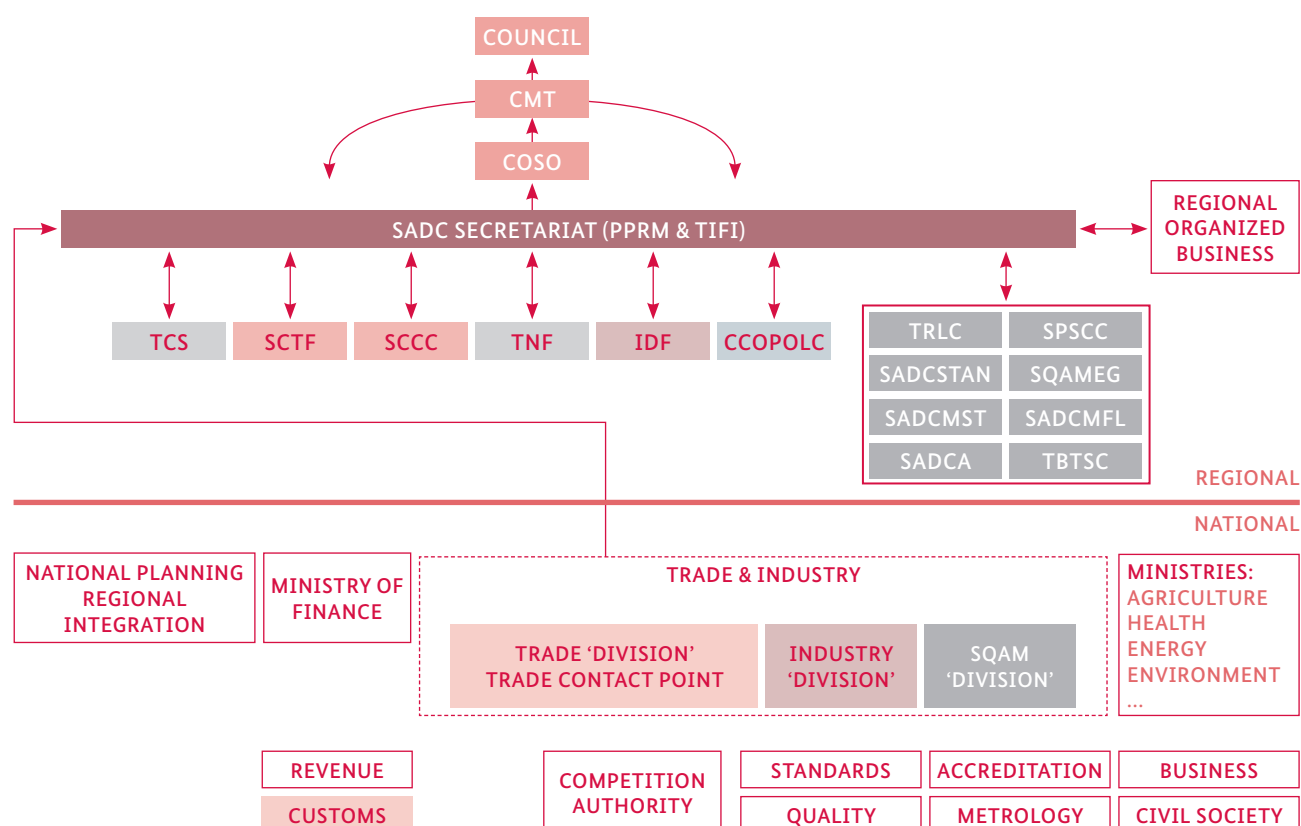 COUNCIL
CMT
COSO
SADC SECRETARIAT (PPRM & TIFI)
REGIONAL
ORGANIZED
BUSINESS
TCS
SCTF
SCCC
TNF
IDF
CCOPOLC
TRLC
SPSCC
SADCSTAN
SQAMEG
SADCMST
SADCMFL
SADCA
TBTSC
REGIONAL
NATIONAL
NATIONAL PLANNING
REGIONAL
INTEGRATION
MINISTRY OF
FINANCE
TRADE & INDUSTRY
TRADE ‘DIVISION’
TRADE CONTACT POINT
INDUSTRY
‘DIVISION’
SQAM
‘DIVISION’
MINISTRIES:
AGRICULTURE
HEALTH
ENERGY
ENVIRONMENT
...
REVENUE
CUSTOMS
COMPETITION
AUTHORITY
STANDARDS
ACCREDITATION
BUSINESS
QUALITY
METROLOGY
CIVIL SOCIETY